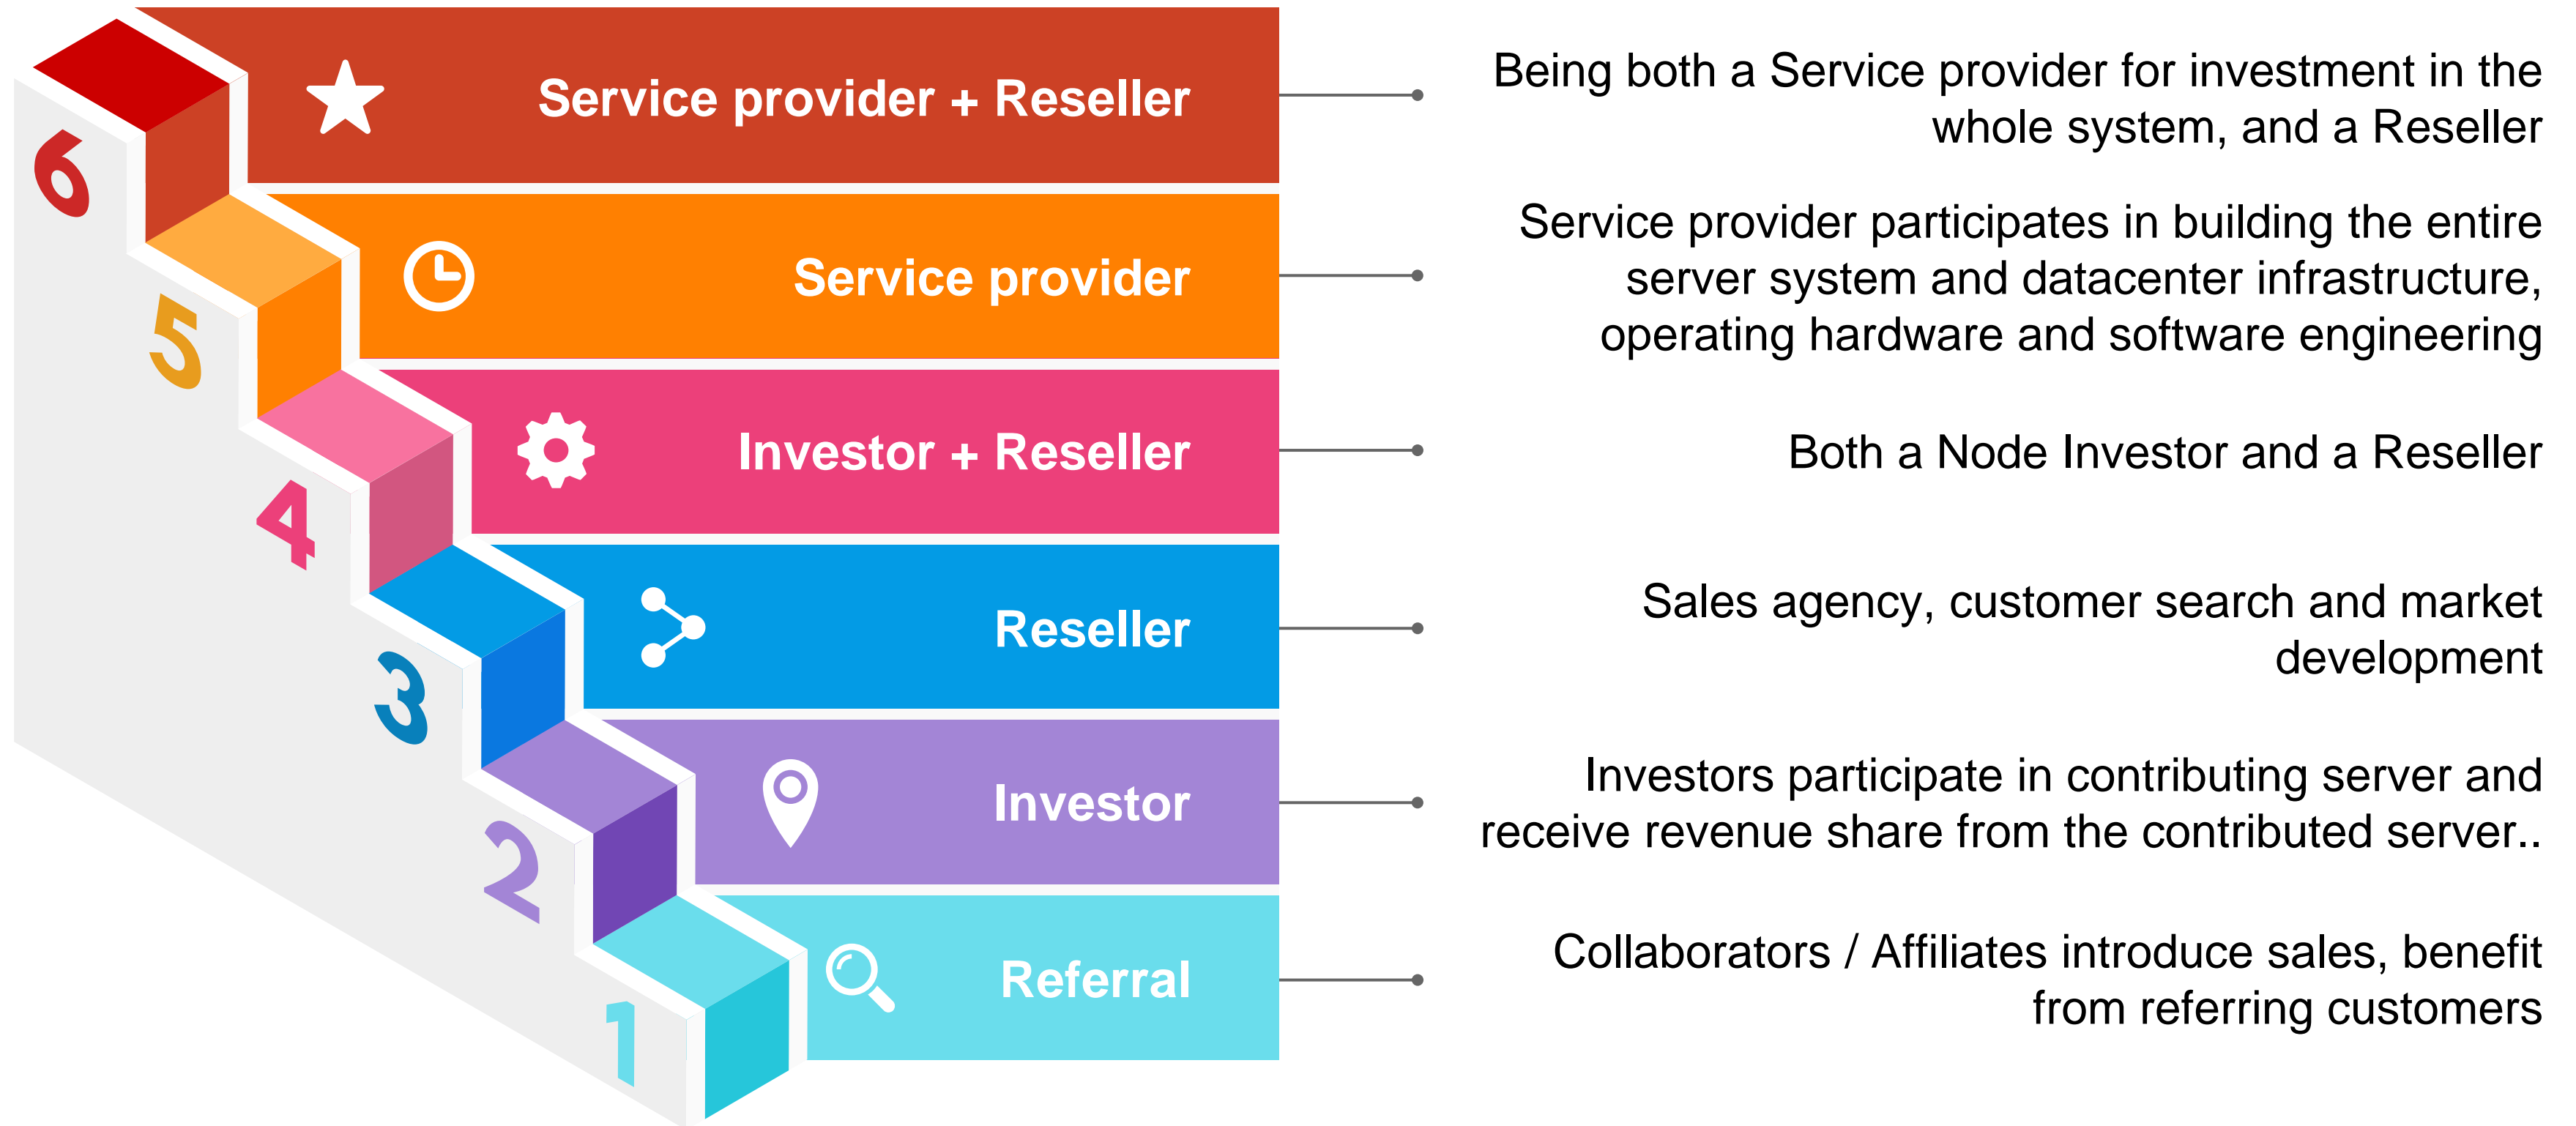 6
Service provider + Reseller
Being both a Service provider for investment in the
whole system, and a Reseller
5
Service provider
Service provider participates in building the entire
server system and datacenter infrastructure,
operating hardware and software engineering
4
Investor + Reseller
Both a Node Investor and a Reseller
3
Reseller
Sales agency, customer search and market
development
2
Investor
Investors participate in contributing server and
receive revenue share from the contributed server..
1
Referral
Collaborators / Affiliates introduce sales, benefit
from referring customers